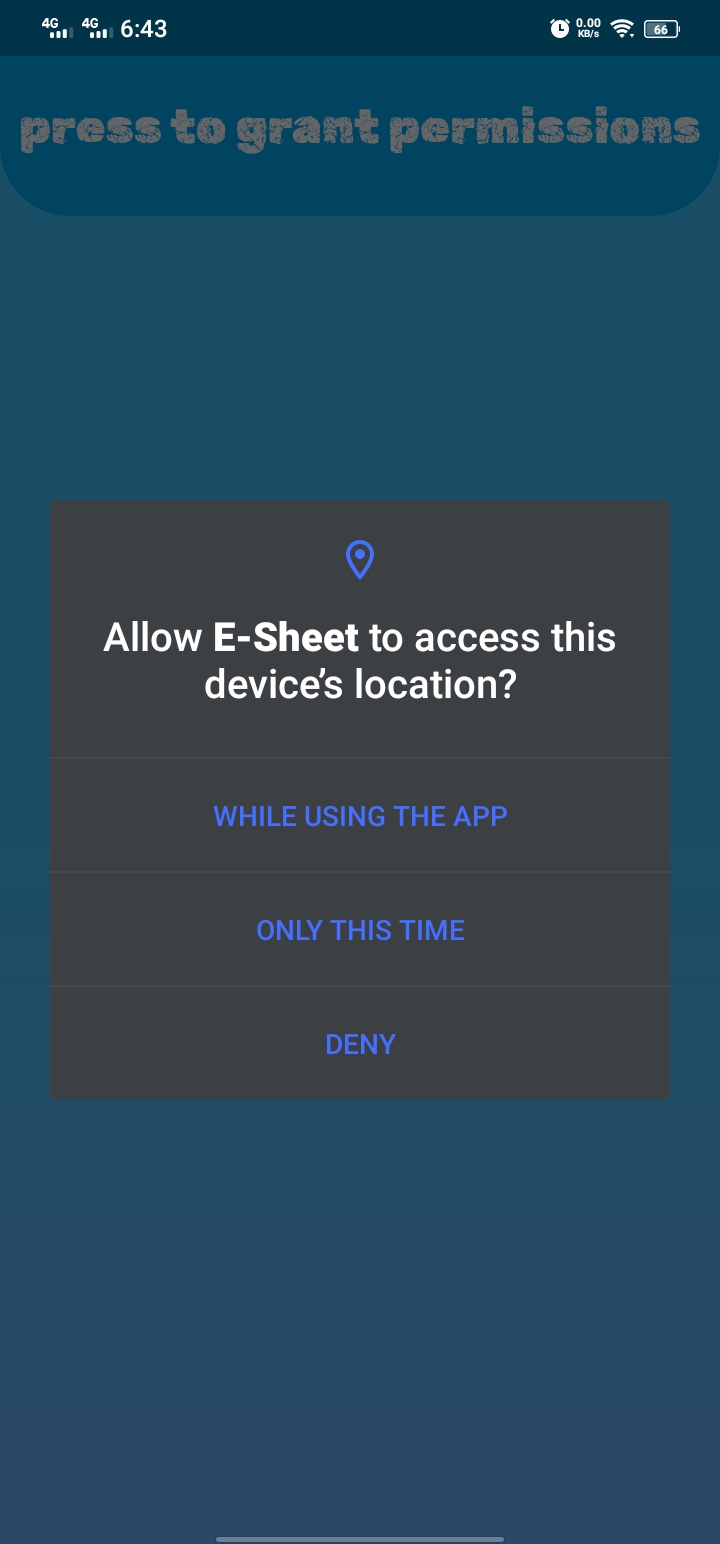 4G 4G 6:43 0.00 KB/s 66
press to grant permissions
Allow E-Sheet to access this
device’s location?
WHILE USING THE APP
ONLY THIS TIME
DENY